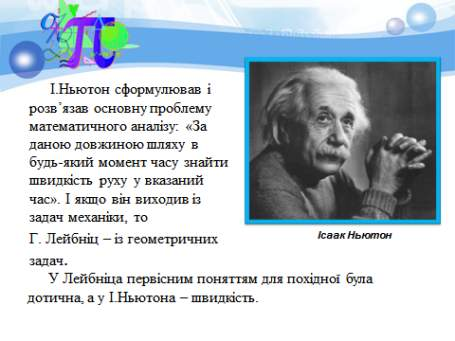 І.Ньютон сформулював і
розв’язав основну проблему
математичного аналізу: «За
даною довжиною шляху в
будь-який момент часу знайти
швидкість руху у вказаний
час». І якщо він виходив із
задач механіки, то
Г. Лейбніц – із геометричних
задач.
Ісаак Ньютон
У Лейбніца первісним поняттям для похідної була
дотична, а у І.Ньютона – швидкість.